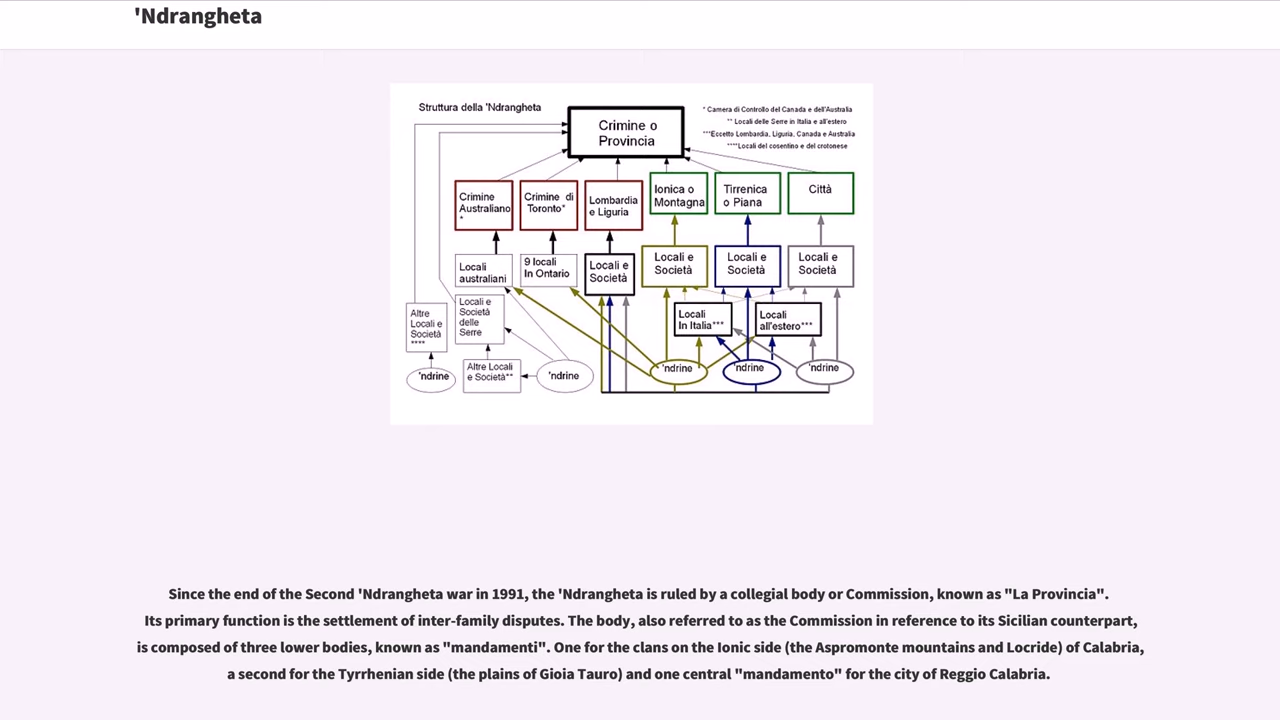 'Ndrangheta
Struttura della 'Ndrangheta
Crimine o
Provincia
* Camera di Controllo del Canada e dell'Australia
** Locali delle Serre in Italia e all'estero
***Eccetto Lombardia, Liguria, Canada e Australia
****Locali del cosentino e del crotonese
Crimine
Australiano
*
Crimine di
Toronto*
Lombardia
e Liguria
Ionica o
Montagna
Tirrenica
o Piana
Città
Locali
australiani
9 locali
In Ontario
Locali e
Società
Locali e
Società
Locali e
Società
Locali e
Società
Altre
Locali e
Società
****
Locali e
Società
delle
Serre
Locali
In Italia***
Locali
all'estero***
'ndrine
Altre Locali
e Società**
'ndrine
'ndrine
'ndrine
'ndrine
Since the end of the Second 'Ndrangheta war in 1991, the 'Ndrangheta is ruled by a collegial body or Commission, known as "La Provincia".
Its primary function is the settlement of inter-family disputes. The body, also referred to as the Commission in reference to its Sicilian counterpart,
is composed of three lower bodies, known as "mandamenti". One for the clans on the Ionic side (the Aspromonte mountains and Locride) of Calabria,
a second for the Tyrrhenian side (the plains of Gioia Tauro) and one central "mandamento" for the city of Reggio Calabria.